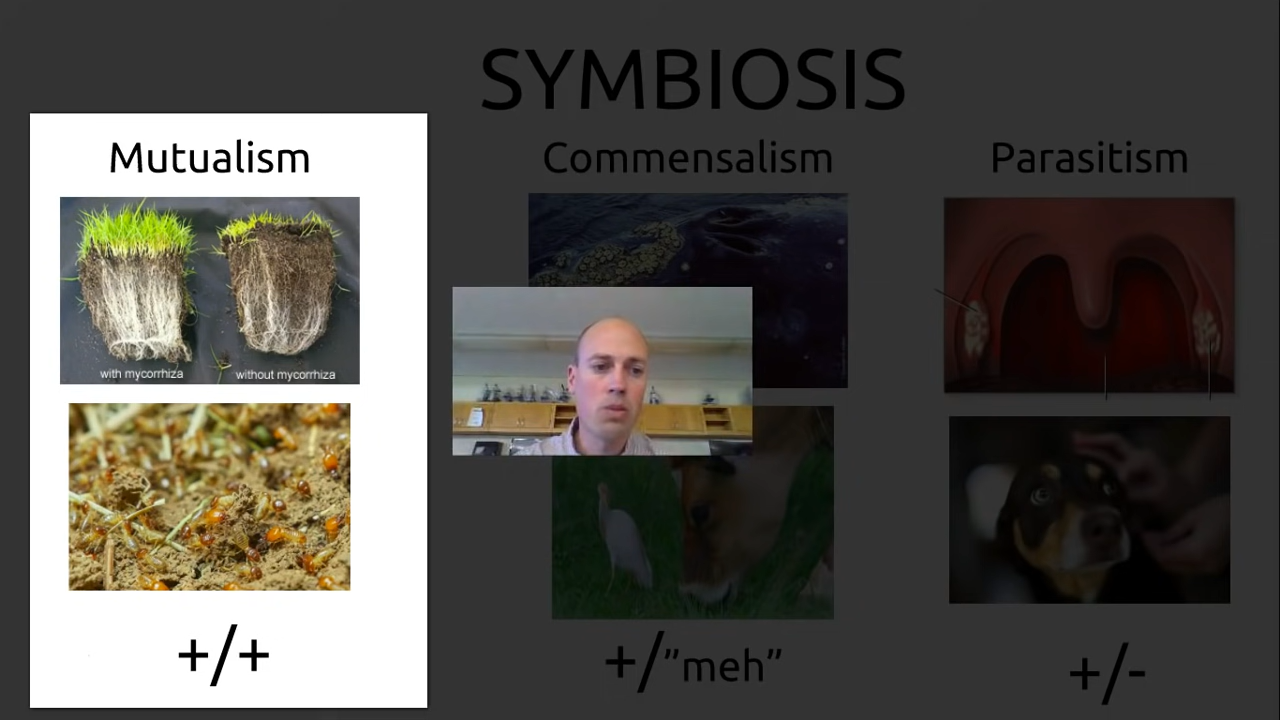 SYMBIOSIS
Mutualism
Commensalism
Parasitism
with mycorrhiza
without mycorrhiza
+/+
+/”meh”
+/-